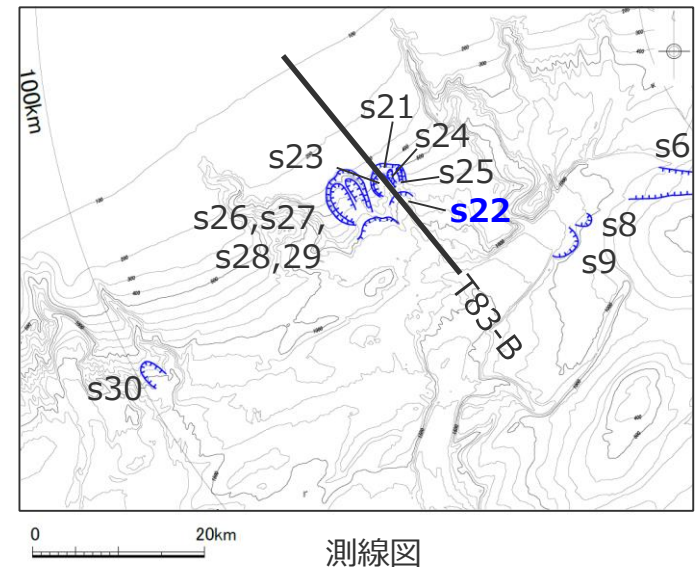 100km
s21
s24
s23
s25
s6
s22
s26,s27,
s28,29
s8
s9
T83-B
s30
0 20km
測線図